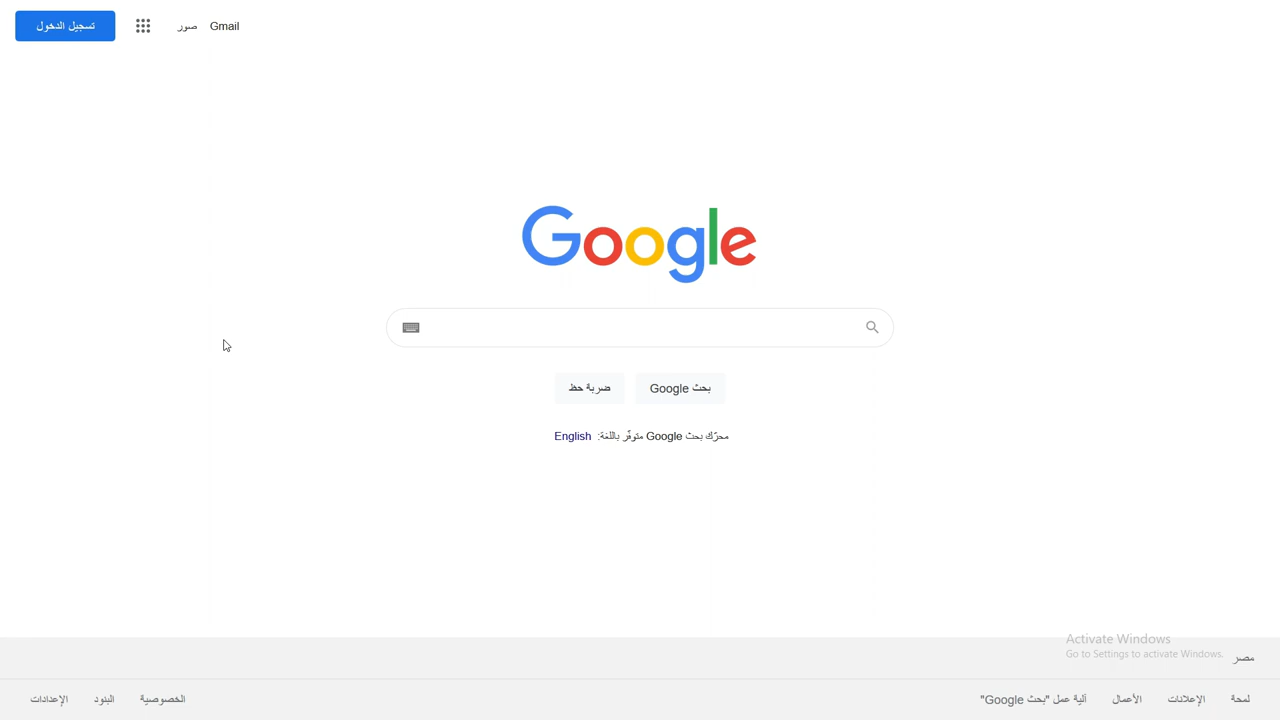 Gmail صور تسجيل الدخول
Google
بحث Google ضربة حظ
محرّك بحث Google متوفّر باللغة: English
Activate Windows
Go to Settings to activate Windows.
مصر
لمحة الإعلانات الأعمال آلية عمل "بحث Google" الخصوصية البنود الإعدادات